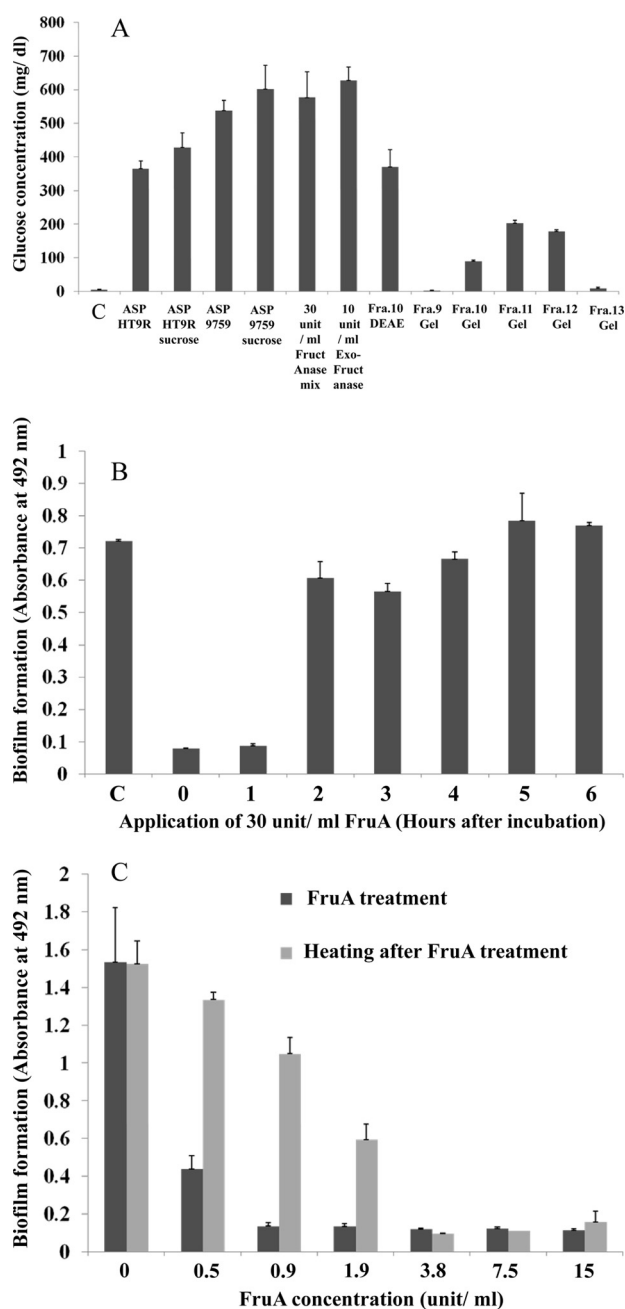 A
Glucose concentration (mg/ dl)
800
700
600
500
400
300
200
100
0
C
ASP
HT9R
ASP
HT9R
sucrose
ASP
9759
ASP
9759
sucrose
30
unit
/ ml
Fruct
Anase
mix
10
unit
/ ml
Exo-
Fruct
anase
Fra.10
DEAE
Fra.9
Gel
Fra.10
Gel
Fra.11
Gel
Fra.12
Gel
Fra.13
Gel
B
Biofilm formation (Absorbance at 492 nm)
1
0.9
0.8
0.7
0.6
0.5
0.4
0.3
0.2
0.1
0
C 0 1 2 3 4 5 6
Application of 30 unit/ ml FruA (Hours after incubation)
C
Biofilm formation (Absorbance at 492 nm)
2
1.8
1.6
1.4
1.2
1
0.8
0.6
0.4
0.2
0
FruA treatment
Heating after FruA treatment
0 0.5 0.9 1.9 3.8 7.5 15
FruA concentration (unit/ ml)